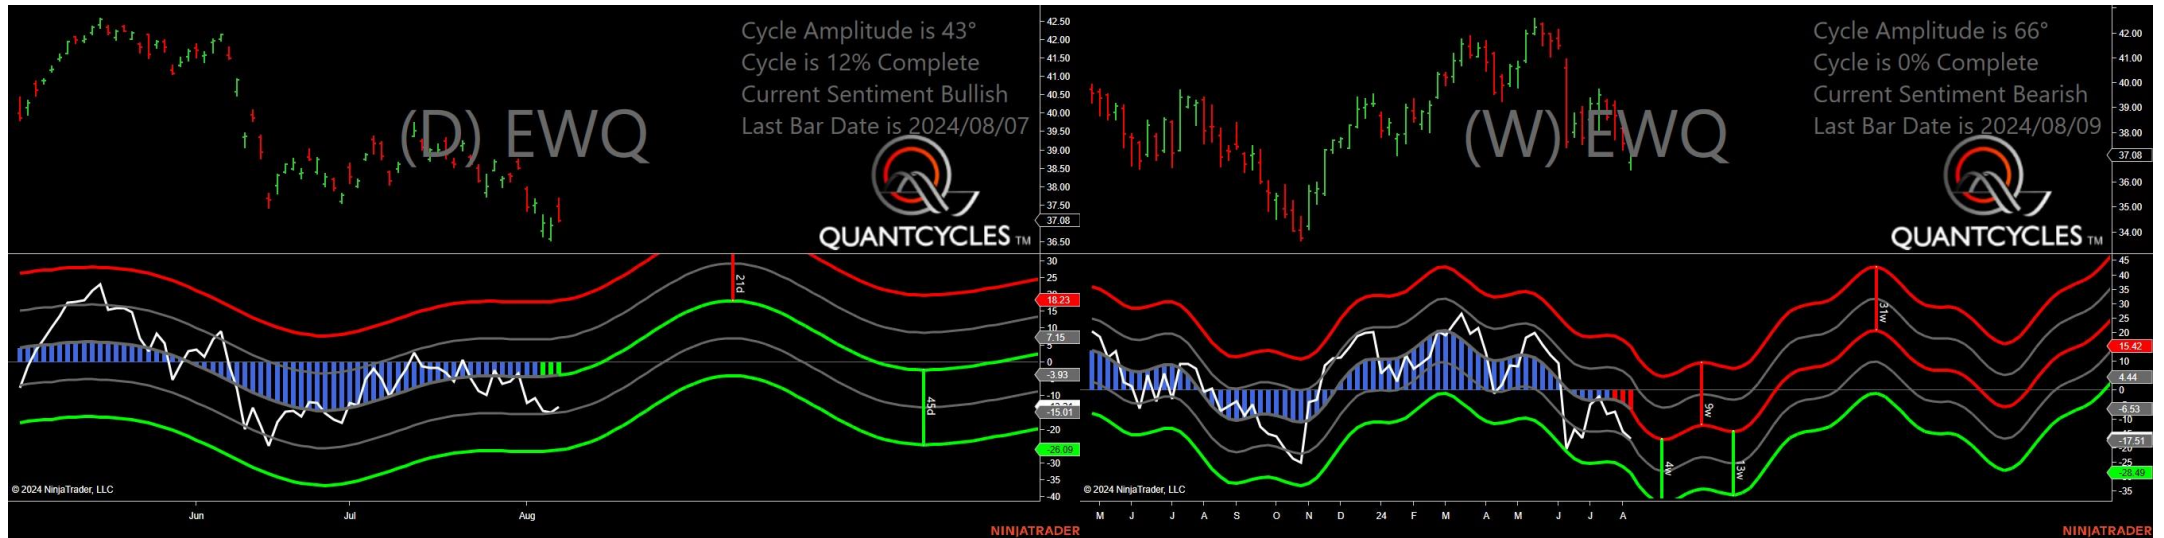 Cycle Amplitude is 43°
Cycle is 12% Complete
Current Sentiment Bullish
Last Bar Date is 2024/08/07
(D) EWQ
QUANTCYCLES TM
42.50
42.00
41.50
41.00
40.50
40.00
39.50
39.00
38.50
38.00
37.50
37.08
36.50
21d
45d
30
25
18.23
15
10
7.15
5
0
-3.93
-10
-15.01
-20
-26.09
-30
-35
-40
© 2024 NinjaTrader, LLC
Jun
Jul
Aug
NINJATRADER
Cycle Amplitude is 66°
Cycle is 0% Complete
Current Sentiment Bearish
Last Bar Date is 2024/08/09
(W) EWQ
QUANTCYCLES TM
42.00
41.00
40.00
39.00
38.00
37.08
36.00
35.00
34.00
31w
9w
4w
13w
45
40
35
30
25
20
15.42
10
4.44
0
-6.53
-10
-17.51
-20
-25
-28.49
-35
© 2024 NinjaTrader, LLC
M J J A S O N D 24 F M A M J J A
NINJATRADER